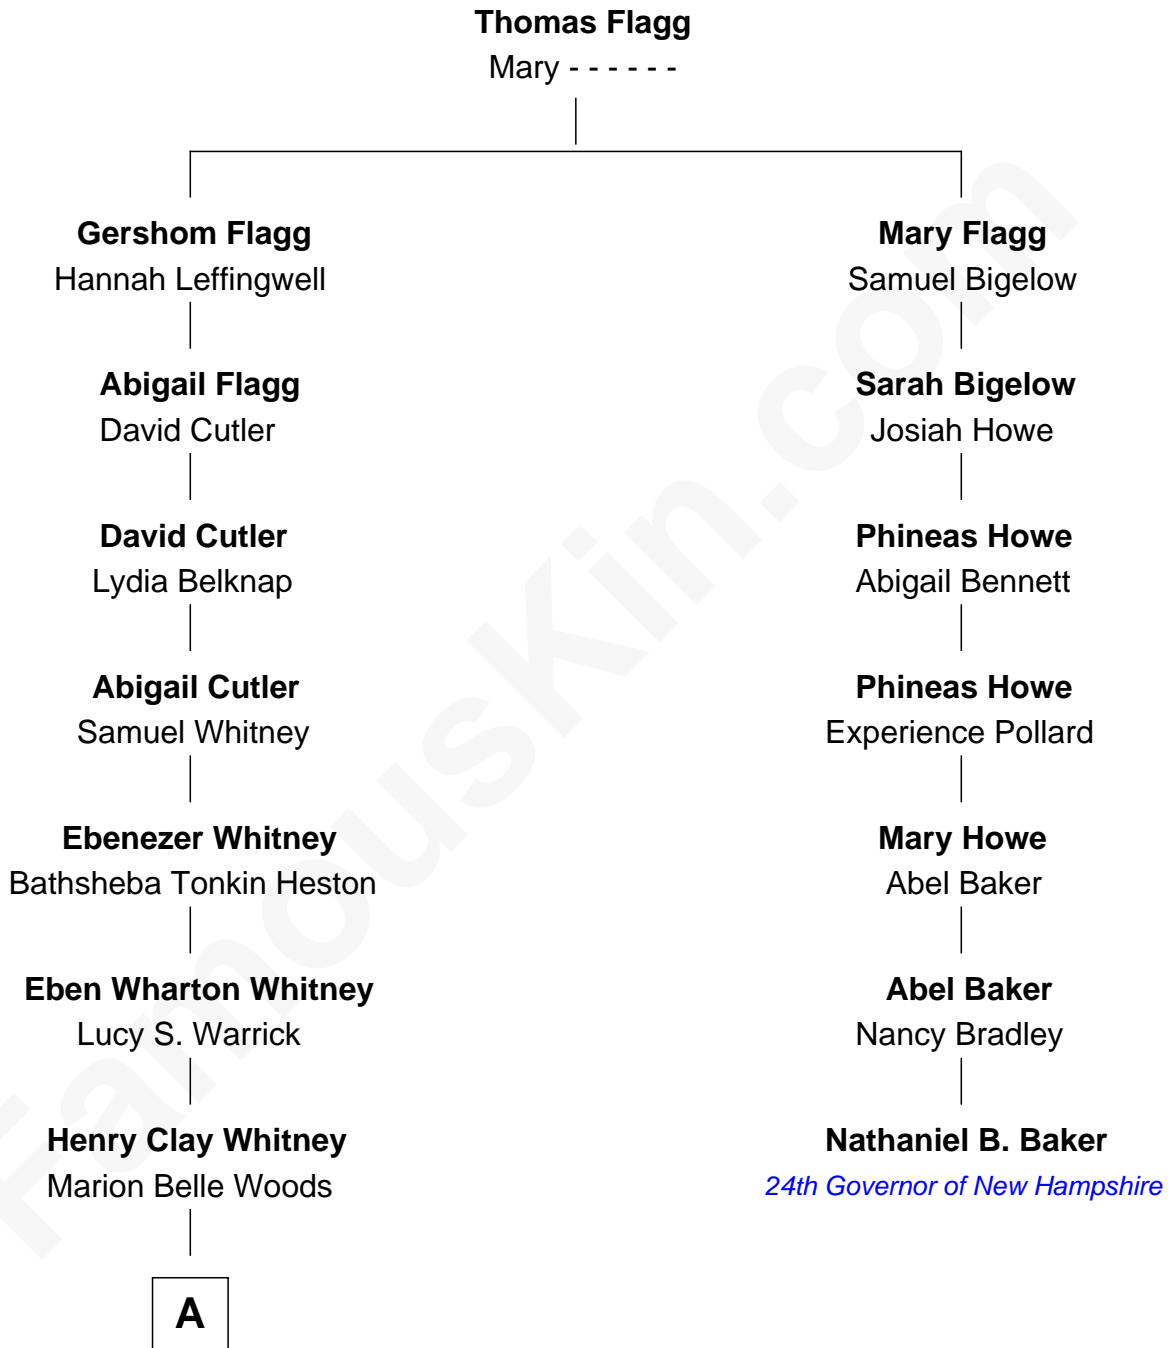 Thomas Flagg
Mary - - - - - -
Gershom Flagg
Hannah Leffingwell
Mary Flagg
Samuel Bigelow
Abigail Flagg
David Cutler
Sarah Bigelow
Josiah Howe
David Cutler
Lydia Belknap
Phineas Howe
Abigail Bennett
Abigail Cutler
Samuel Whitney
Phineas Howe
Experience Pollard
Ebenezer Whitney
Bathsheba Tonkin Heston
Mary Howe
Abel Baker
Eben Wharton Whitney
Lucy S. Warrick
Abel Baker
Nancy Bradley
Henry Clay Whitney
Marion Belle Woods
Nathaniel B. Baker
24th Governor of New Hampshire
A
FamousKin.com